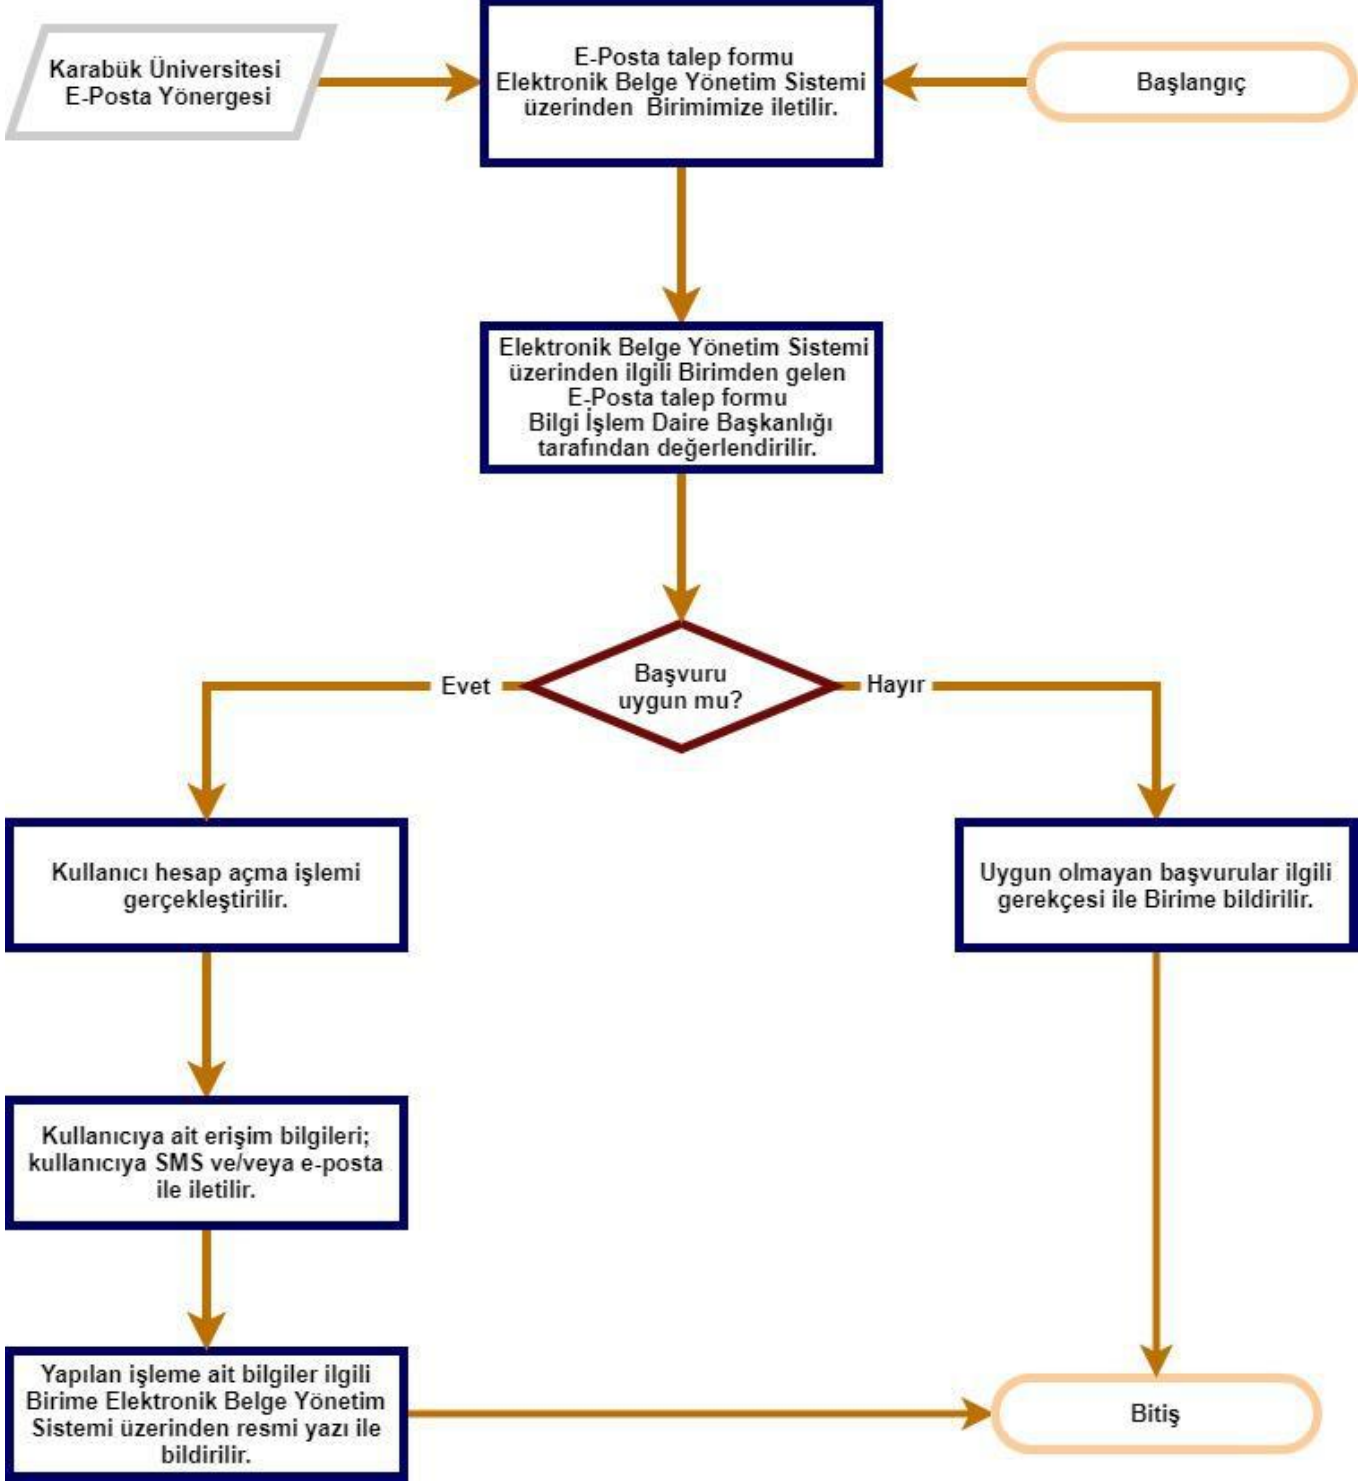 Karabük Üniversitesi
E-Posta Yönergesi
E-Posta talep formu
Elektronik Belge Yönetim Sistemi
üzerinden Birimimize iletilir.
Başlangıç
Elektronik Belge Yönetim Sistemi
üzerinden ilgili Birimden gelen
E-Posta talep formu
Bilgi İşlem Daire Başkanlığı
tarafından değerlendirilir.
Başvuru
uygun mu?
Evet
Hayır
Kullanıcı hesap açma işlemi
gerçekleştirilir.
Uygun olmayan başvurular ilgili
gerekçesi ile Birime bildirilir.
Kullanıcıya ait erişim bilgileri;
kullanıcıya SMS ve/veya e-posta
ile iletilir.
Yapılan işleme ait bilgiler ilgili
Birime Elektronik Belge Yönetim
Sistemi üzerinden resmi yazı ile
bildirilir.
Bitiş